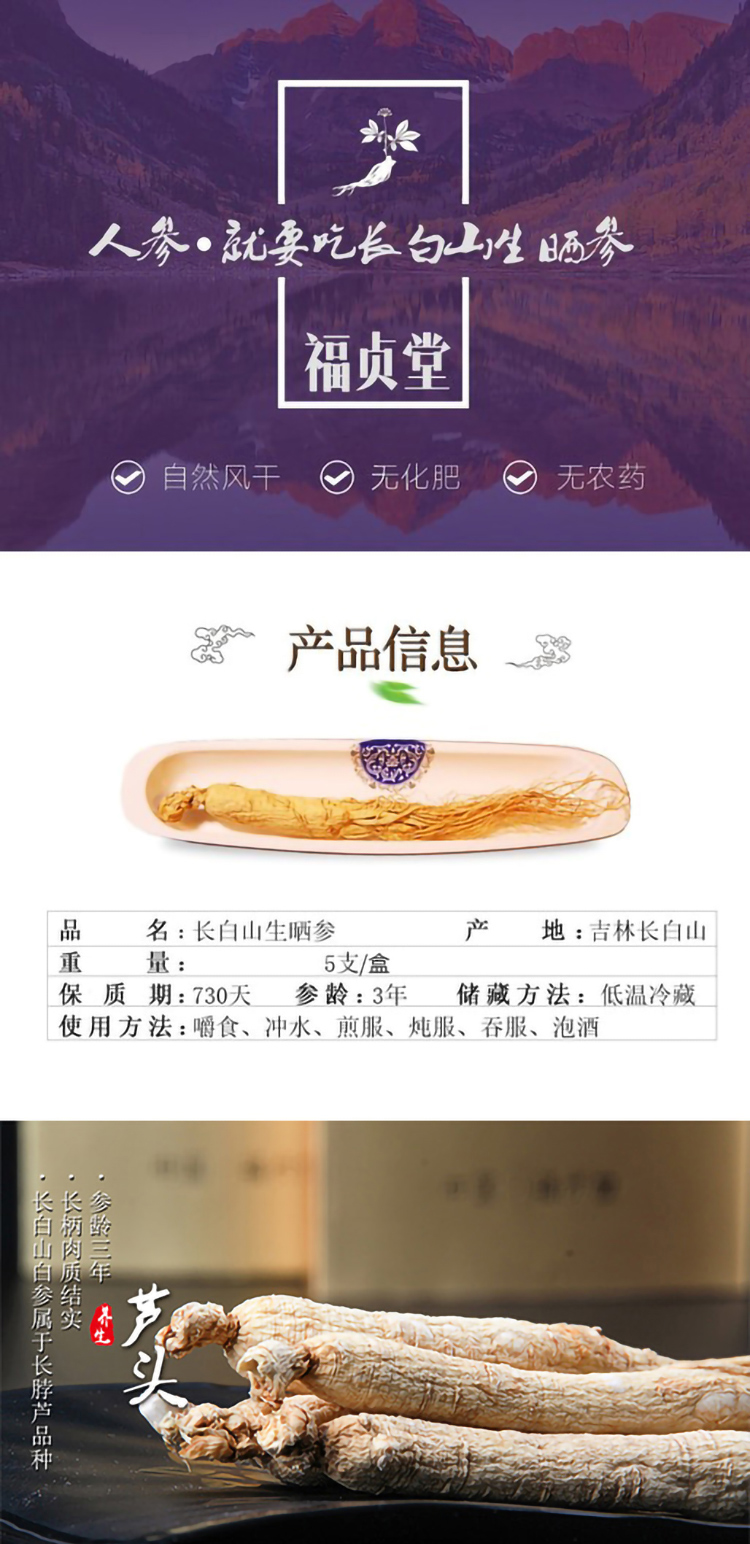 人参·就要吃长白山生晒参
福贞堂
自然风干 无化肥 无农药
产品信息
品 名：长白山生晒参 产 地：吉林长白山
重 量： 5支/盒
保质期：730天 参龄：3年 储藏方法：低温冷藏
使用方法：嚼食、冲水、煎服、炖服、吞服、泡酒
·参龄三年
·长柄肉质结实
·长白山白参属于长脖芦品种
芦头
养生